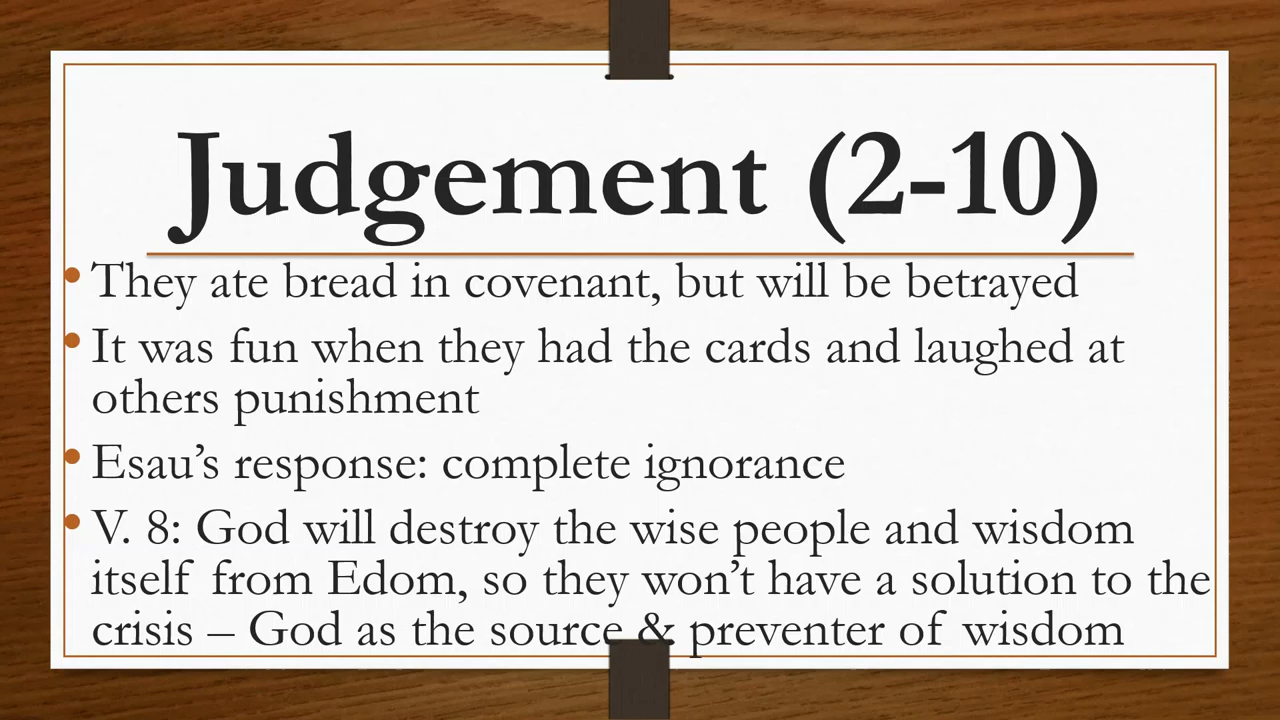 Judgement (2-10)
• They ate bread in covenant, but will be betrayed
• It was fun when they had the cards and laughed at
others punishment
• Esau’s response: complete ignorance
• V. 8: God will destroy the wise people and wisdom
itself from Edom, so they won’t have a solution to the
crisis – God as the source & preventer of wisdom